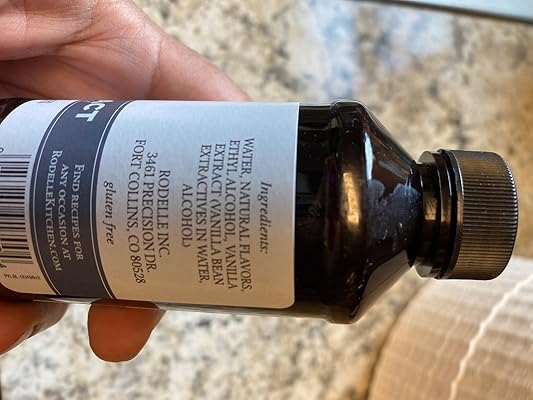 CT
Ingredients:
WATER, NATURAL FLAVORS,
ETHYL ALCOHOL, VANILLA
EXTRACT (VANILLA BEAN
EXTRACTIVES IN WATER,
ALCOHOL)
RODELLE INC.
3461 PRECISION DR.
FORT COLLINS, CO 80528
gluten free
FIND RECIPES FOR
ANY OCCASION AT
RODELLEKITCHEN.COM